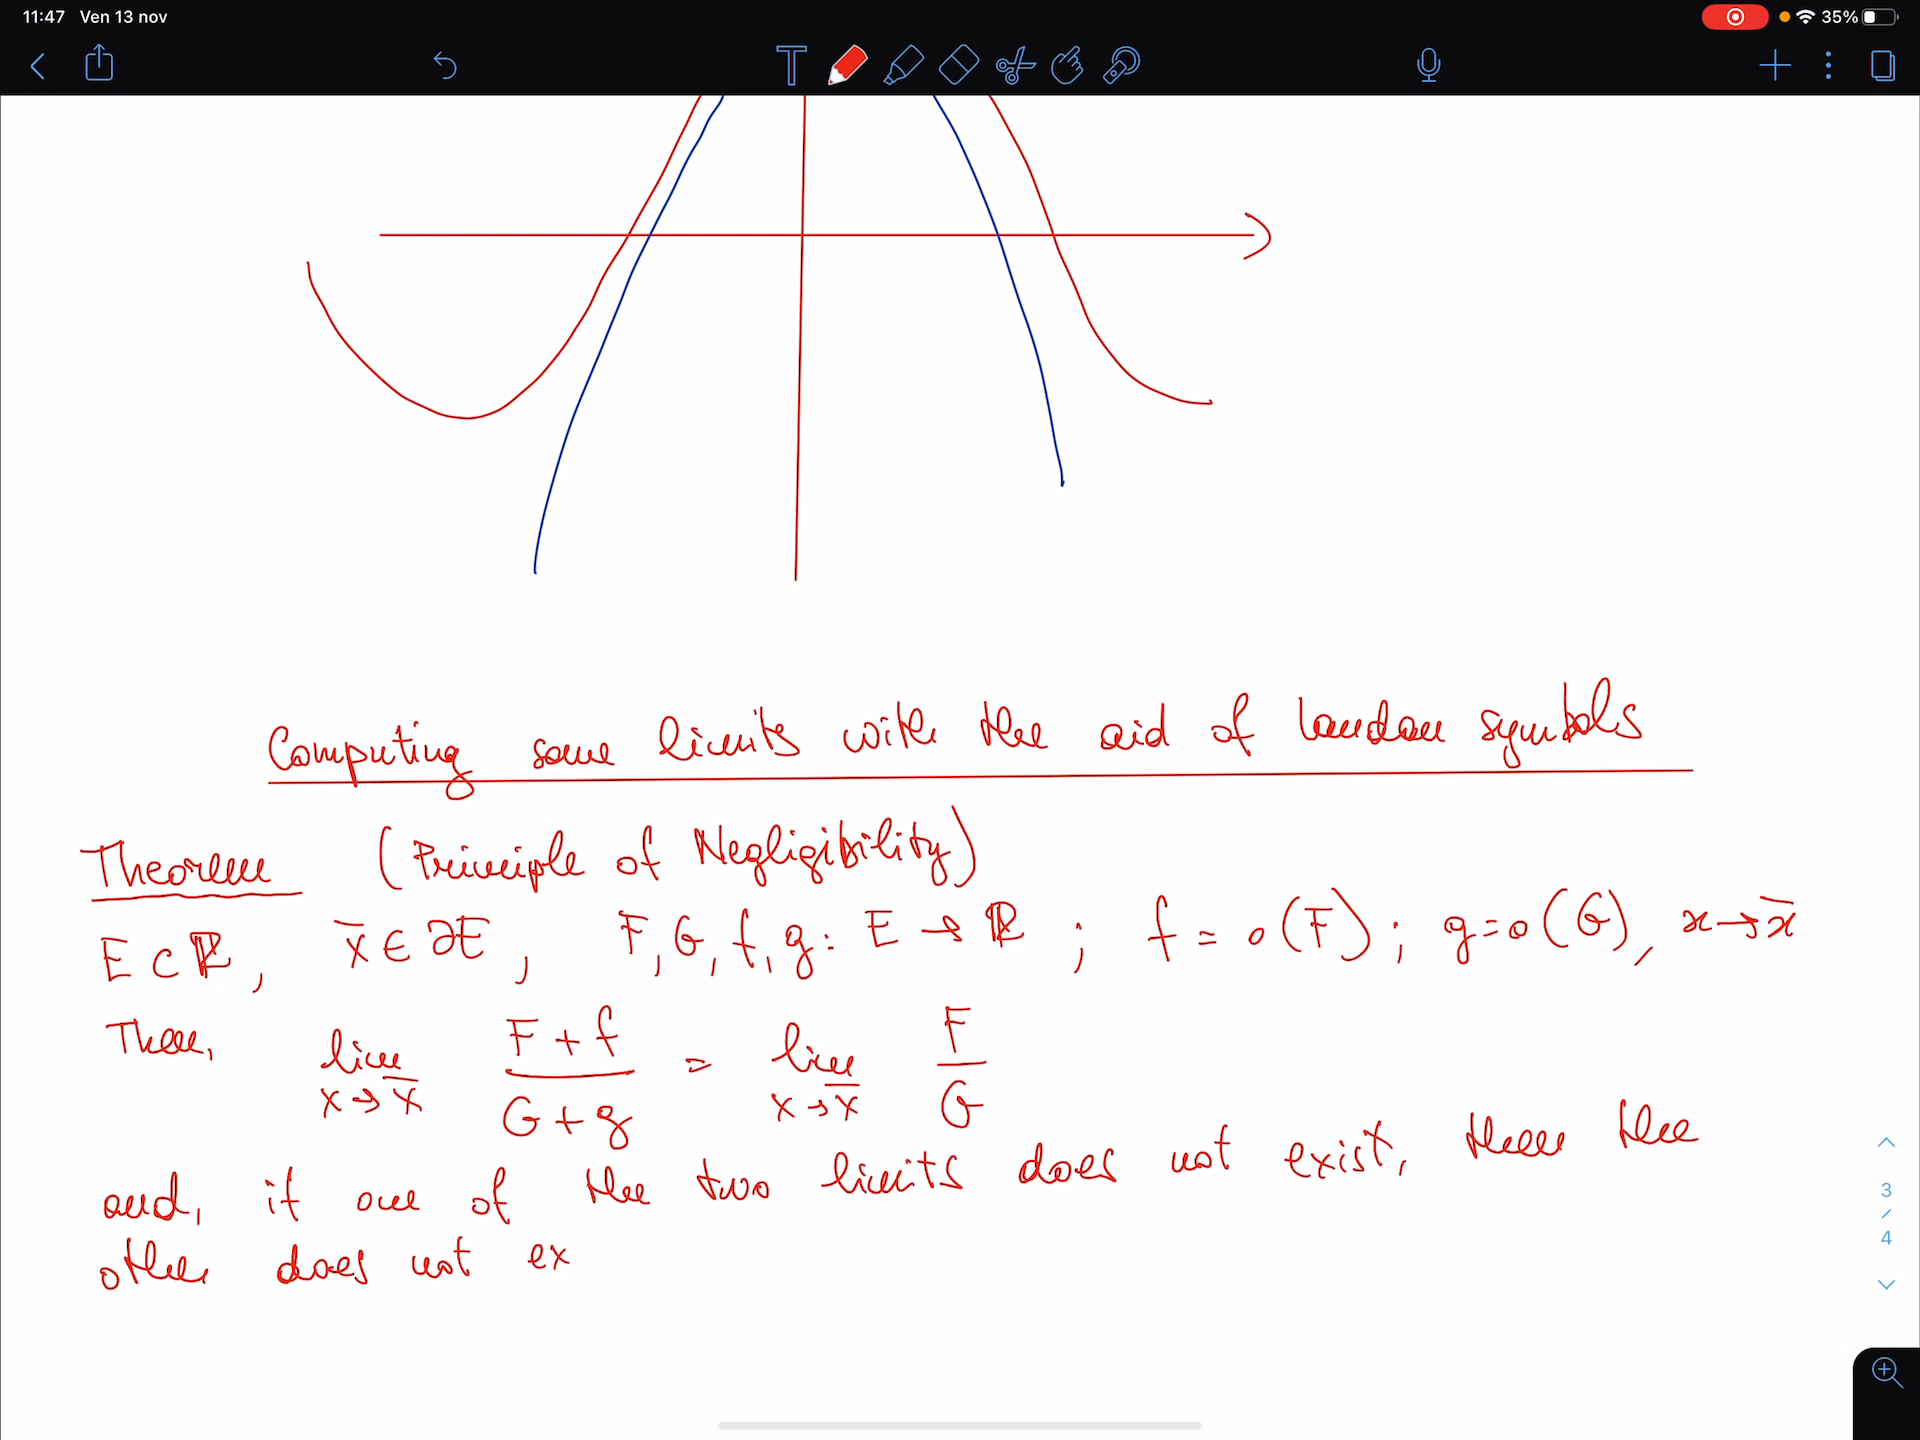 11:47 Ven 13 nov 35%
T
Computing some limits with the aid of Landau symbols
Theorem (Principle of Negligibility)
E ⊂ ℝ, x̄ ∈ ∂E, F, G, f, g: E → ℝ ; f = o(F); g = o(G), x → x̄
Then, lim x→x̄ (F + f)/(G + g) = lim x→x̄ F/G
and, if one of the two limits does not exist, then the
other does not ex
3 / 4